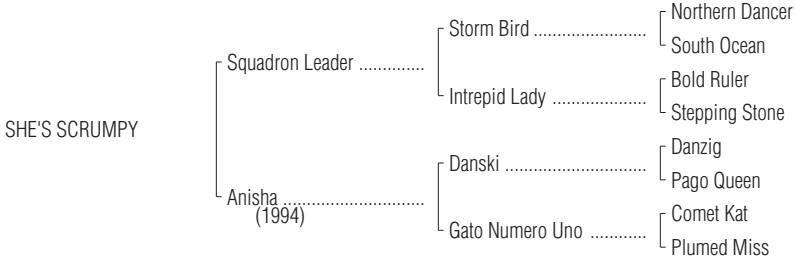 Northern Dancer
Storm Bird ........................
South Ocean
Squadron Leader ..............
Bold Ruler
Intrepid Lady ....................
Stepping Stone
SHE'S SCRUMPY
Danzig
Danski ..............................
Pago Queen
Anisha ..............................
(1994)
Comet Kat
Gato Numero Uno ............
Plumed Miss